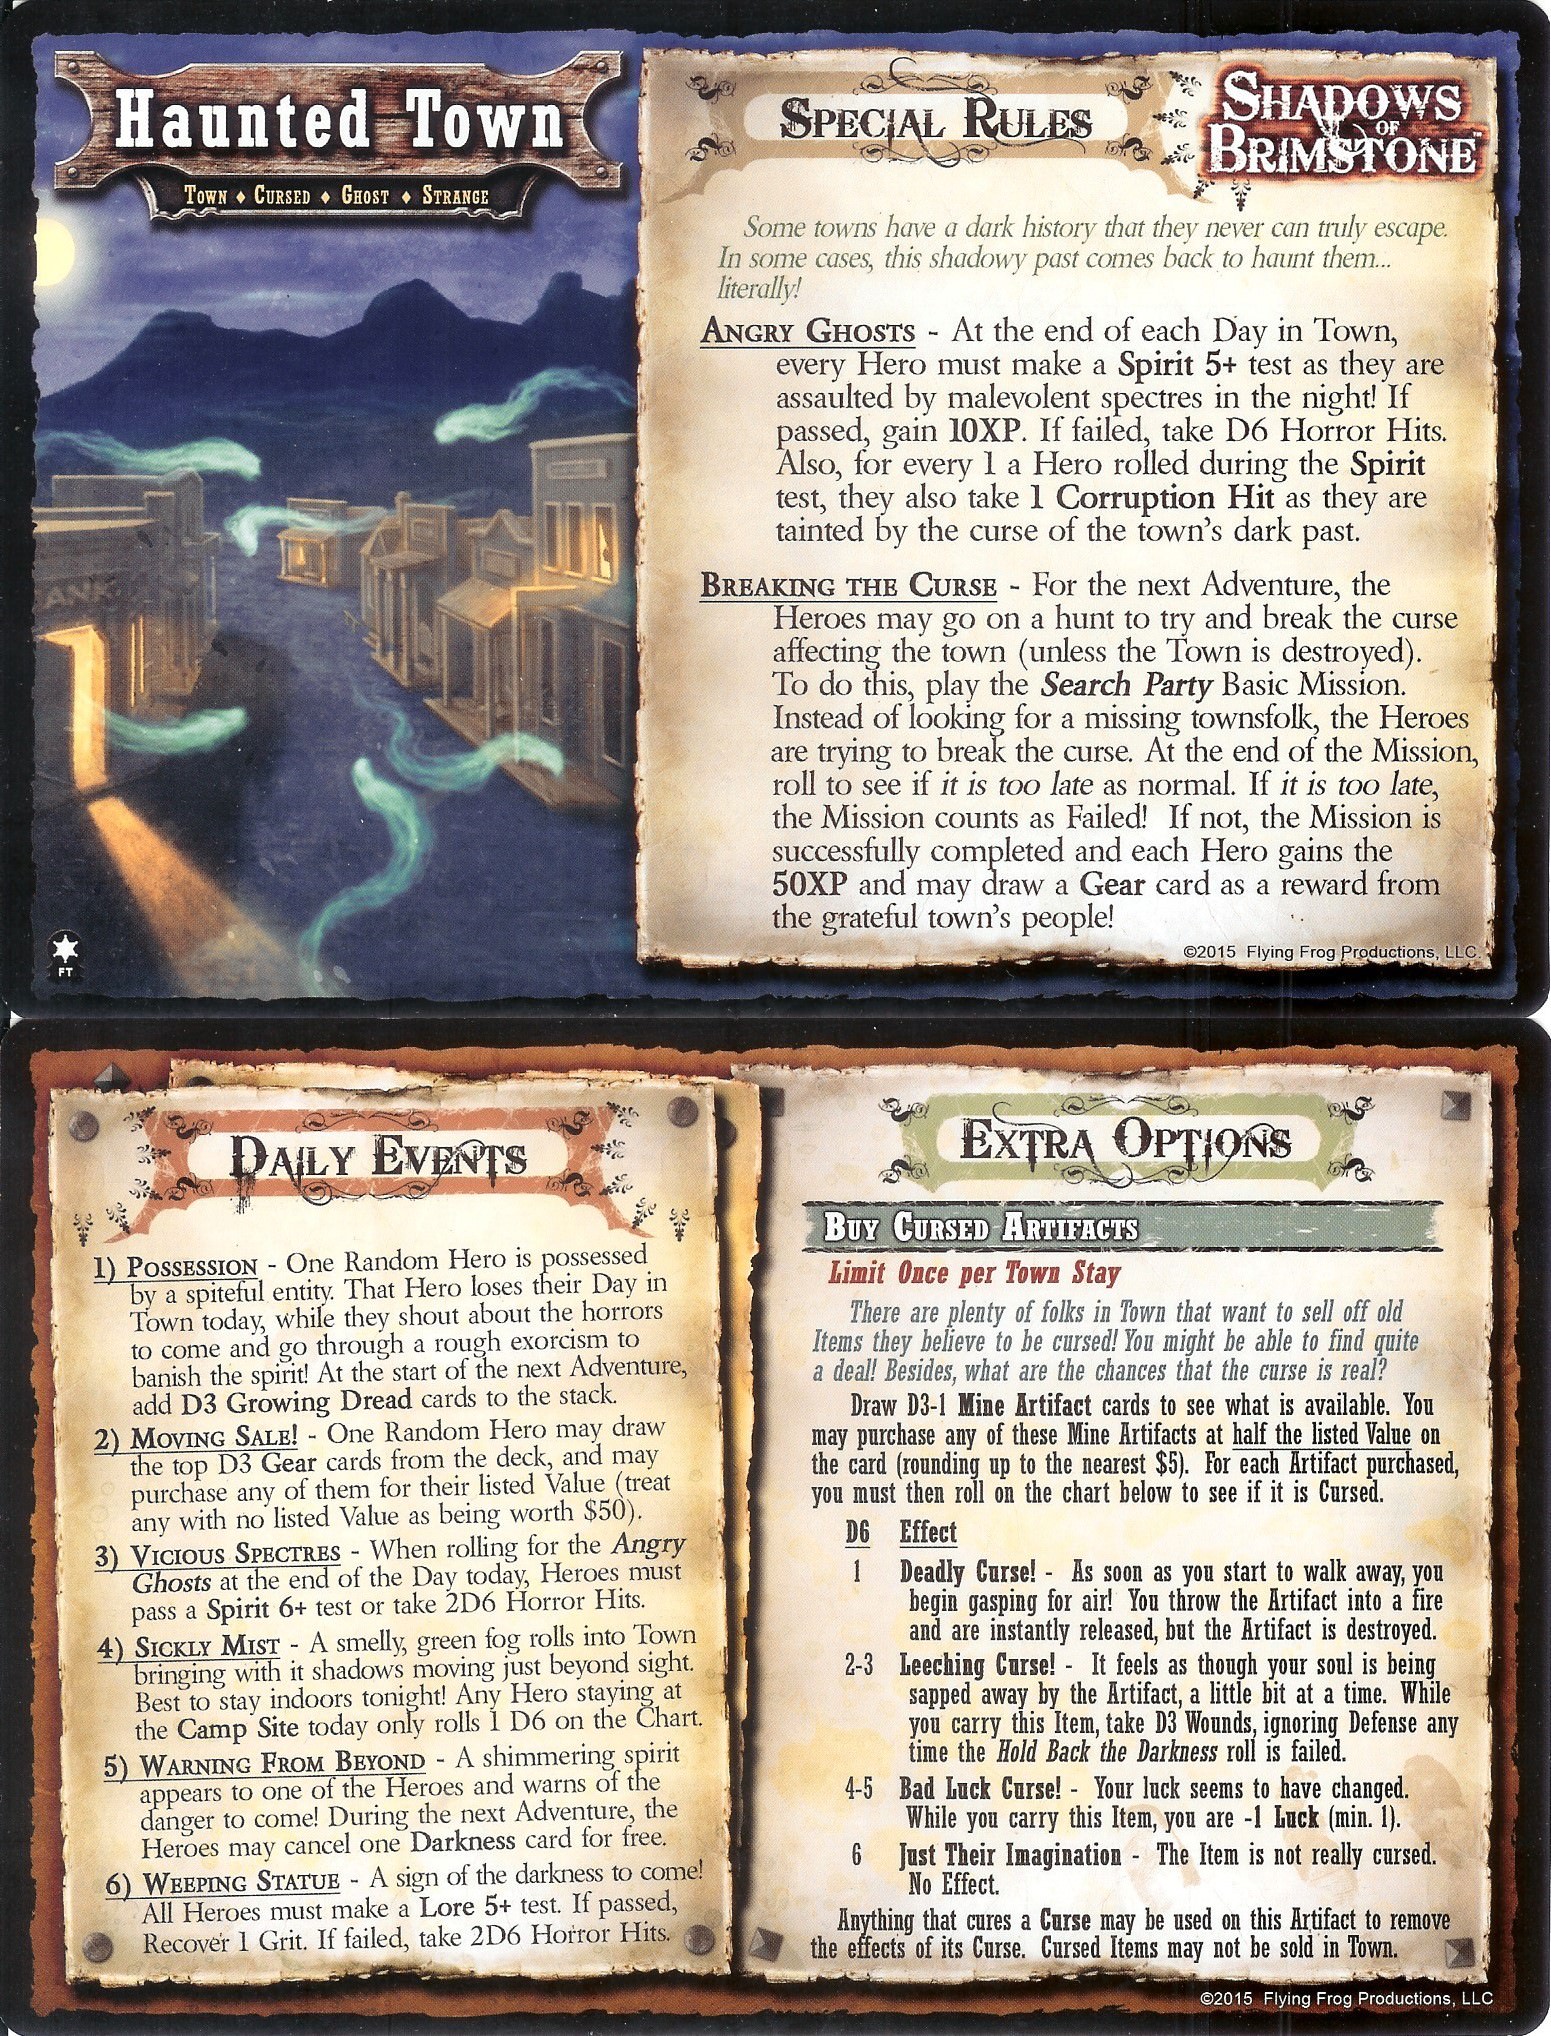 Haunted Town
Town ♦ Cursed ♦ Ghost ♦ Strange
ANK
FT
Special Rules
Shadows of Brimstone™
Some towns have a dark history that they never can truly escape.
In some cases, this shadowy past comes back to haunt them...
literally!
Angry Ghosts - At the end of each Day in Town,
every Hero must make a Spirit 5+ test as they are
assaulted by malevolent spectres in the night! If
passed, gain 10XP. If failed, take D6 Horror Hits.
Also, for every 1 a Hero rolled during the Spirit
test, they also take 1 Corruption Hit as they are
tainted by the curse of the town's dark past.
Breaking the Curse - For the next Adventure, the
Heroes may go on a hunt to try and break the curse
affecting the town (unless the Town is destroyed).
To do this, play the Search Party Basic Mission.
Instead of looking for a missing townsfolk, the Heroes
are trying to break the curse. At the end of the Mission,
roll to see if it is too late as normal. If it is too late,
the Mission counts as Failed! If not, the Mission is
successfully completed and each Hero gains the
50XP and may draw a Gear card as a reward from
the grateful town's people!
©2015 Flying Frog Productions, LLC.
Daily Events
1) Possession - One Random Hero is possessed
by a spiteful entity. That Hero loses their Day in
Town today, while they shout about the horrors
to come and go through a rough exorcism to
banish the spirit! At the start of the next Adventure,
add D3 Growing Dread cards to the stack.
2) Moving Sale! - One Random Hero may draw
the top D3 Gear cards from the deck, and may
purchase any of them for their listed Value (treat
any with no listed Value as being worth $50).
3) Vicious Spectres - When rolling for the Angry
Ghosts at the end of the Day today, Heroes must
pass a Spirit 6+ test or take 2D6 Horror Hits.
4) Sickly Mist - A smelly, green fog rolls into Town
bringing with it shadows moving just beyond sight.
Best to stay indoors tonight! Any Hero staying at
the Camp Site today only rolls 1 D6 on the Chart.
5) Warning From Beyond - A shimmering spirit
appears to one of the Heroes and warns of the
danger to come! During the next Adventure, the
Heroes may cancel one Darkness card for free.
6) Weeping Statue - A sign of the darkness to come!
All Heroes must make a Lore 5+ test. If passed,
Recover 1 Grit. If failed, take 2D6 Horror Hits.
Extra Options
Buy Cursed Artifacts
Limit Once per Town Stay
There are plenty of folks in Town that want to sell off old
Items they believe to be cursed! You might be able to find quite
a deal! Besides, what are the chances that the curse is real?
Draw D3-1 Mine Artifact cards to see what is available. You
may purchase any of these Mine Artifacts at half the listed Value on
the card (rounding up to the nearest $5). For each Artifact purchased,
you must then roll on the chart below to see if it is Cursed.
D6 Effect
1 Deadly Curse! - As soon as you start to walk away, you
begin gasping for air! You throw the Artifact into a fire
and are instantly released, but the Artifact is destroyed.
2-3 Leeching Curse! - It feels as though your soul is being
sapped away by the Artifact, a little bit at a time. While
you carry this Item, take D3 Wounds, ignoring Defense any
time the Hold Back the Darkness roll is failed.
4-5 Bad Luck Curse! - Your luck seems to have changed.
While you carry this Item, you are -1 Luck (min. 1).
6 Just Their Imagination - The Item is not really cursed.
No Effect.
Anything that cures a Curse may be used on this Artifact to remove
the effects of its Curse. Cursed Items may not be sold in Town.
©2015 Flying Frog Productions, LLC